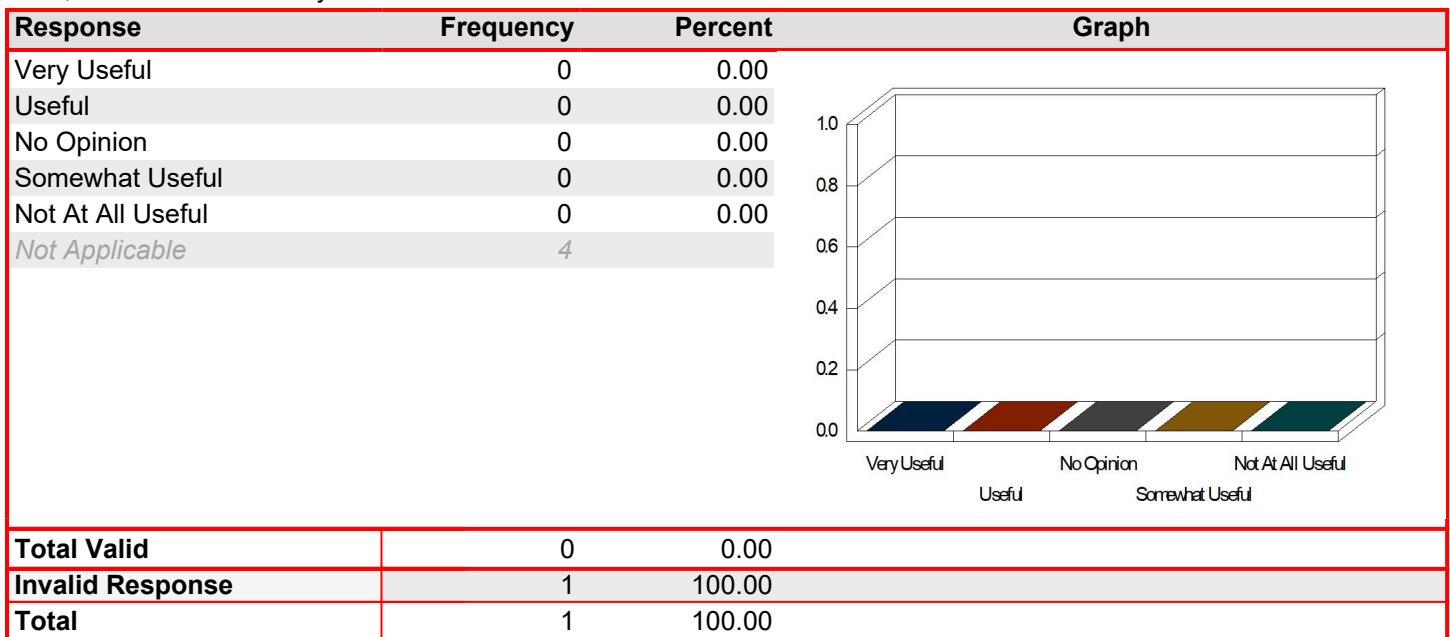 Response Frequency Percent Graph
Very Useful 0 0.00
Useful 0 0.00
No Opinion 0 0.00
Somewhat Useful 0 0.00
Not At All Useful 0 0.00
Not Applicable 4
1.0
0.8
0.6
0.4
0.2
0.0
Very Useful No Opinion Not At All Useful
Useful Somewhat Useful
Total Valid 0 0.00
Invalid Response 1 100.00
Total 1 100.00